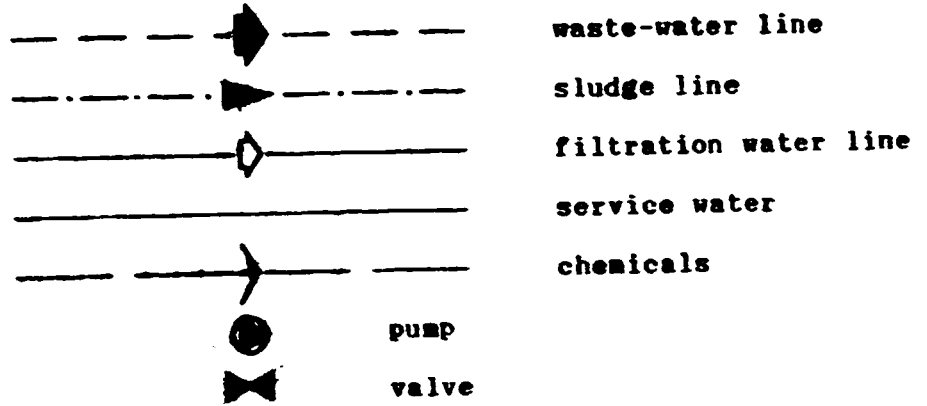 waste-water line
sludge line
filtration water line
service water
chemicals
pump
valve